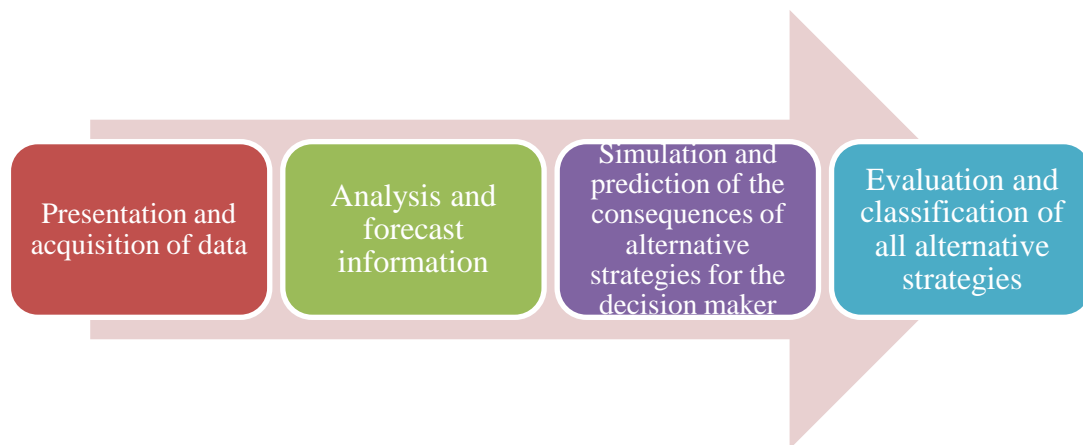 Presentation and
acquisition of data
Analysis and
forecast
information
Simulation and
prediction of the
consequences of
alternative
strategies for the
decision maker
Evaluation and
classification of
all alternative
strategies